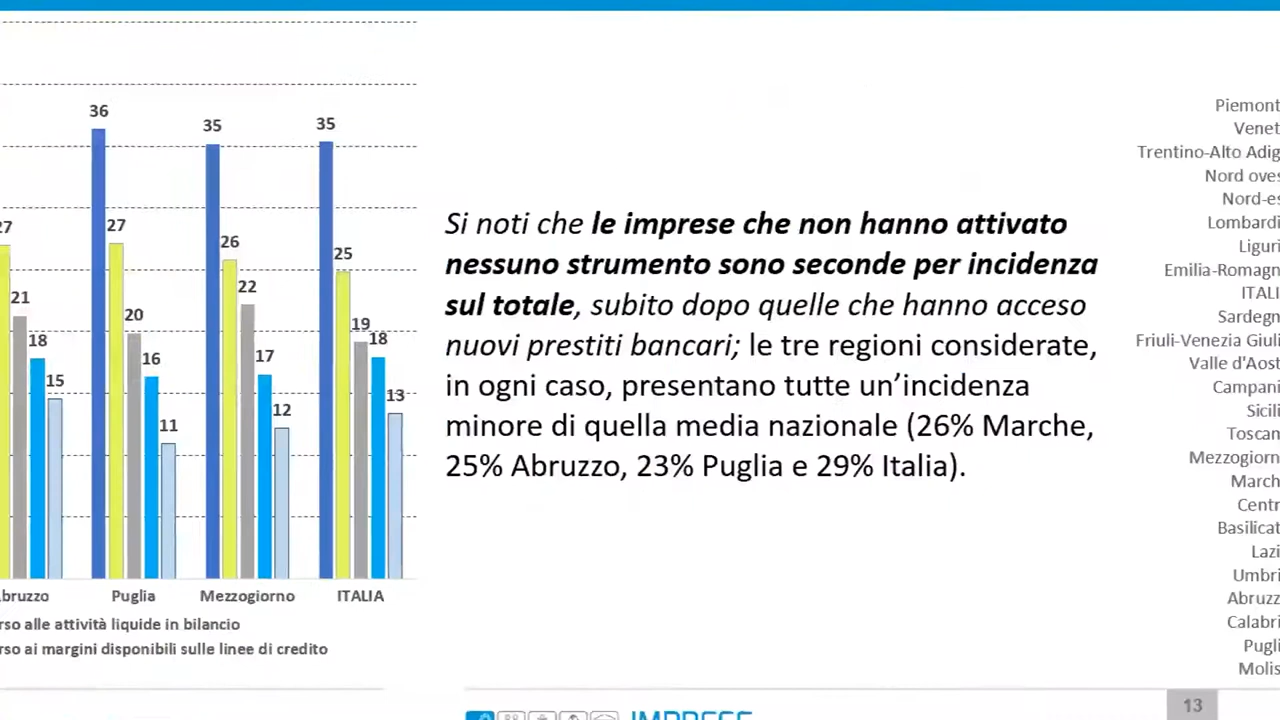 36
35
35
27
27
26
25
21
20
22
19
18
18
16
17
15
11
12
13
Puglia
Mezzogiorno
ITALIA
alle attività liquide in bilancio
ai margini disponibili sulle linee di credito
Si noti che le imprese che non hanno attivato
nessuno strumento sono seconde per incidenza
sul totale, subito dopo quelle che hanno acceso
nuovi prestiti bancari; le tre regioni considerate,
in ogni caso, presentano tutte un’incidenza
minore di quella media nazionale (26% Marche,
25% Abruzzo, 23% Puglia e 29% Italia).
Piemont
Venet
Trentino-Alto Adig
Nord oves
Nord-es
Lombardi
Liguri
Emilia-Romagn
ITALI
Sardegn
Friuli-Venezia Giuli
Valle d'Aost
Campani
Sicili
Toscan
Mezzogiorn
March
Centr
Basilicat
Lazi
Umbri
Abruzz
Calabri
Pugli
Molis
IMPRESE
13